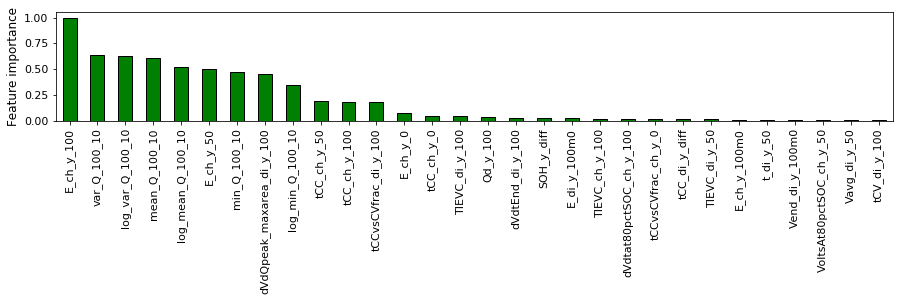 Feature importance
1.00
0.75
0.50
0.25
0.00
E_ch_y_100
var_Q_100_10
log_var_Q_100_10
mean_Q_100_10
log_mean_Q_100_10
E_ch_y_50
min_Q_100_10
dVdQpeak_maxarea_di_y_100
log_min_Q_100_10
tCC_ch_y_50
tCC_ch_y_100
tCCvsCVfrac_di_y_100
E_ch_y_0
tCC_ch_y_0
TIEVC_di_y_100
Qd_y_100
dVdtEnd_di_y_100
SOH_y_diff
E_di_y_100m0
TIEVC_ch_y_100
dVdtat80pctSOC_ch_y_100
tCCvsCVfrac_ch_y_0
tCC_di_y_diff
TIEVC_di_y_50
E_ch_y_100m0
t_di_y_50
Vend_di_y_100m0
VoltsAt80pctSOC_ch_y_50
Vavg_di_y_50
tCV_di_y_100